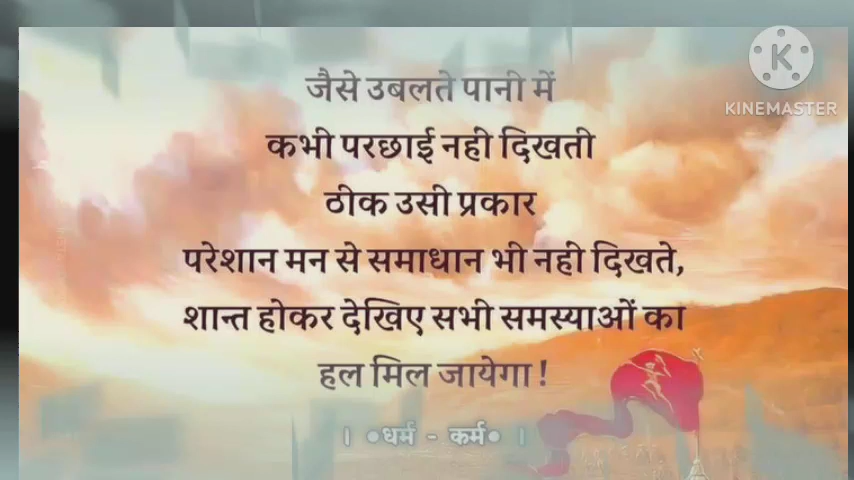 जैसे उबलते पानी में
कभी परछाई नही दिखती
ठीक उसी प्रकार
परेशान मन से समाधान भी नही दिखते,
शान्त होकर देखिए सभी समस्याओं का
हल मिल जायेगा !
। •धर्म - कर्म• ।
K
KINEMASTER